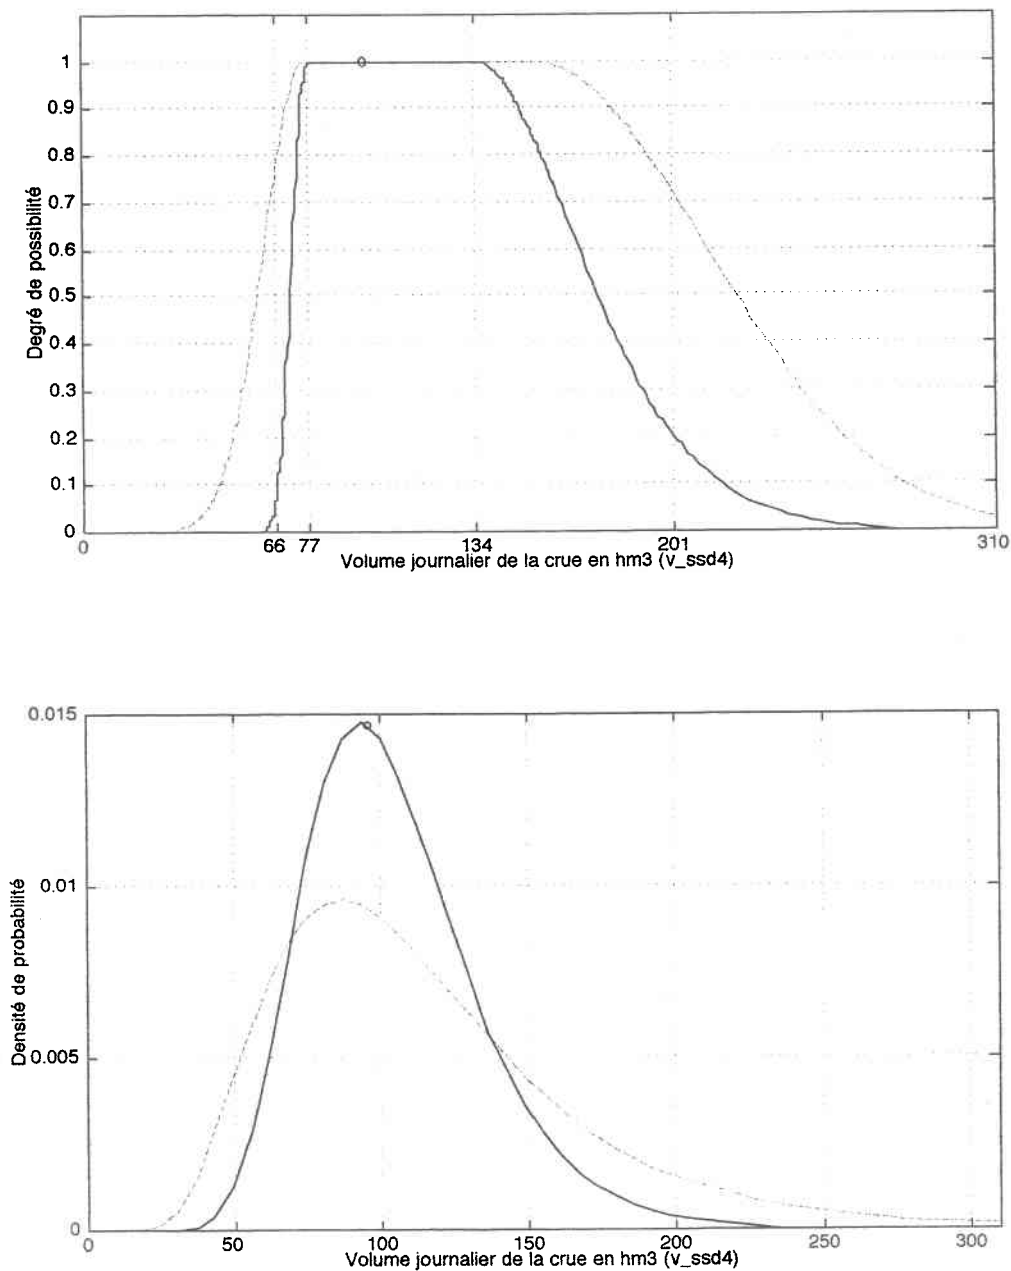 1
0.9
0.8
0.7
0.6
0.5
0.4
0.3
0.2
0.1
0
Degré de possibilité
0 66 77 134 201 310
Volume journalier de la crue en hm3 (v_ssd4)
0.015
0.01
0.005
0
Densité de probabilité
0 50 100 150 200 250 300
Volume journalier de la crue en hm3 (v_ssd4)